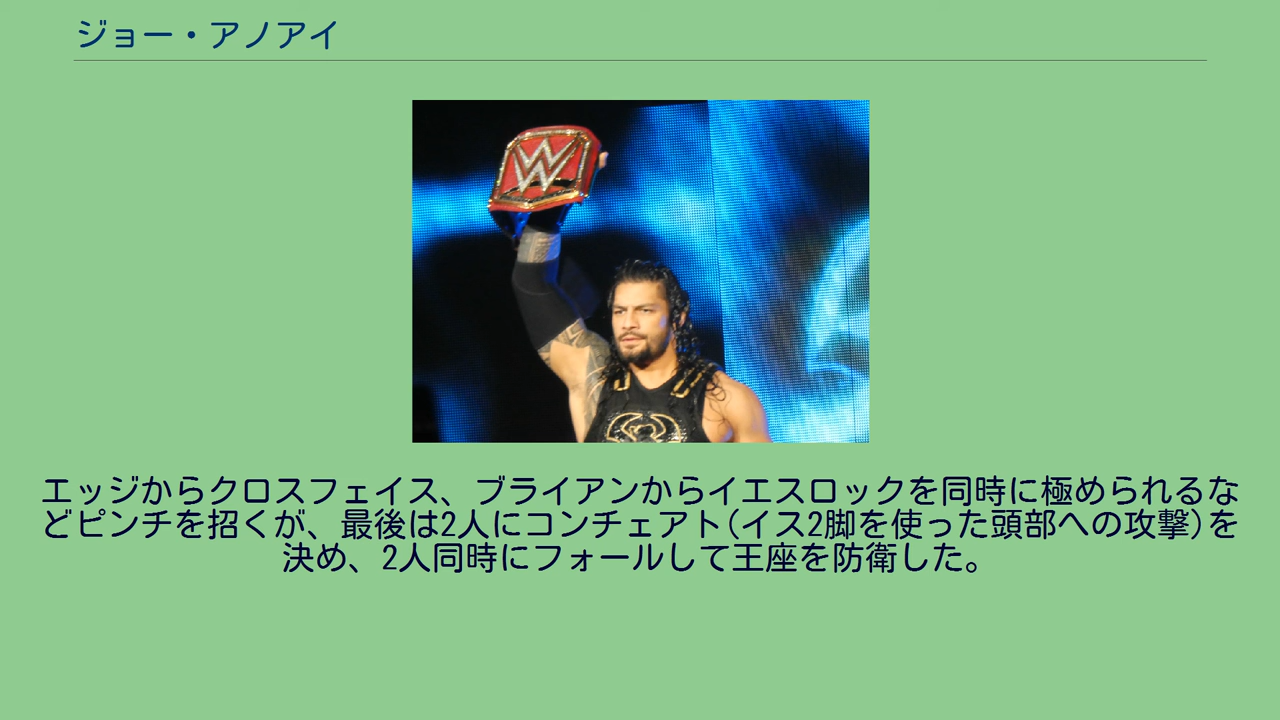 ジョー・アノアイ
W
エッジからクロスフェイス、ブライアンからイエスロックを同時に極められるな
どピンチを招くが、最後は2人にコンチェアト(イス2脚を使った頭部への攻撃)を
決め、2人同時にフォールして王座を防衛した。